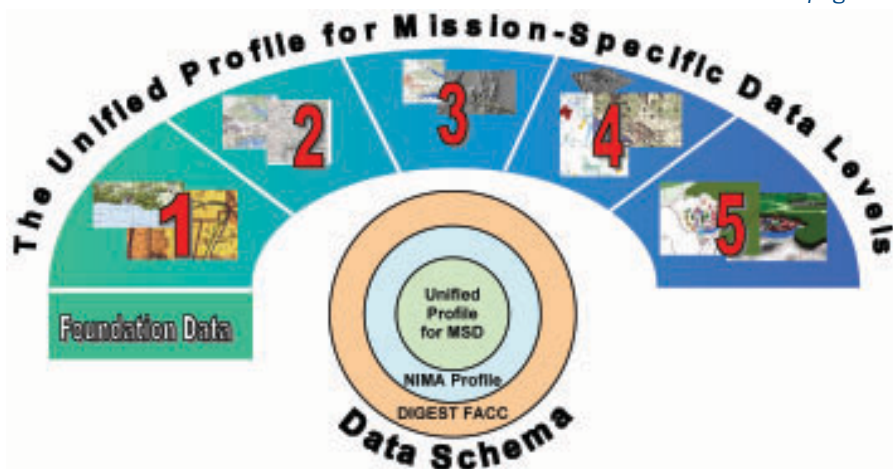 The Unified Profile for Mission-Specific Data Levels
1
2
3
4
5
Foundation Data
Unified
Profile
for MSD
NIMA Profile
DIGEST FACC
Data Schema